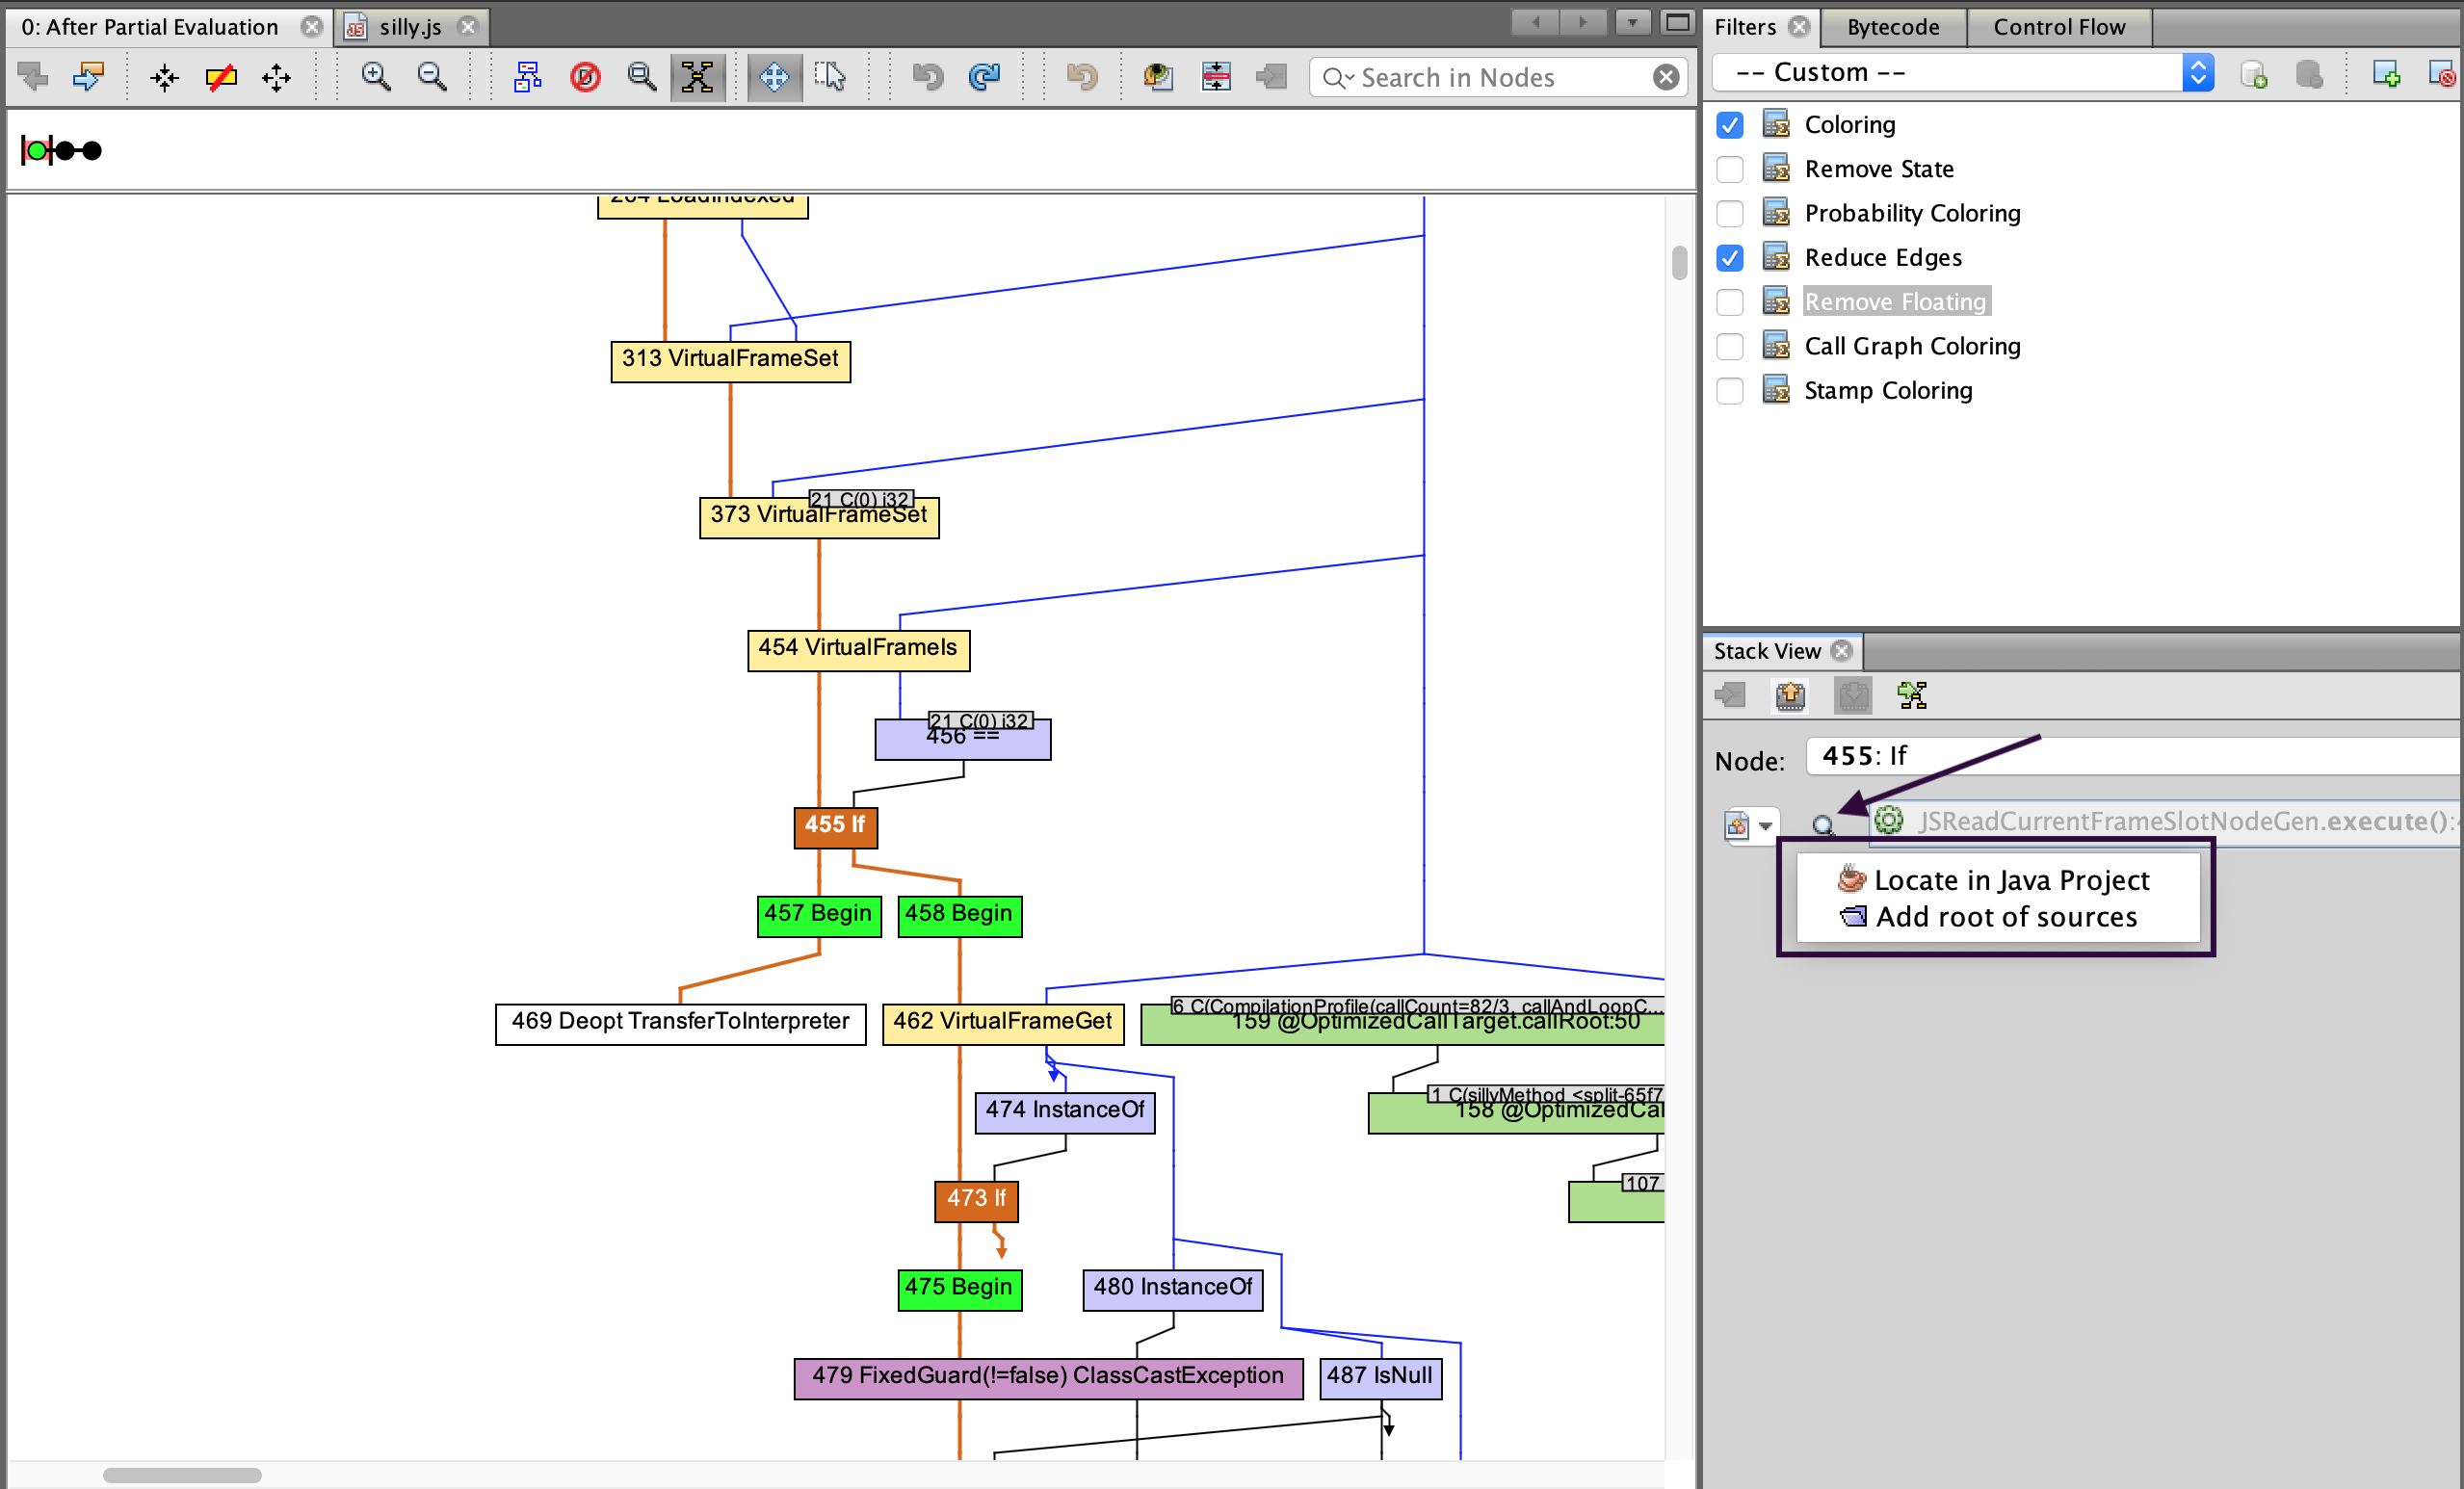 0: After Partial Evaluation
silly.js
Search in Nodes
264 LoadIndexed
313 VirtualFrameSet
21 C(0) i32
373 VirtualFrameSet
454 VirtualFrameIs
21 C(0) i32
456 ==
455 If
457 Begin
458 Begin
469 Deopt TransferToInterpreter
462 VirtualFrameGet
6 C(CompilationProfile(callCount=82/3, callAndLoopC...
159 @OptimizedCallTarget.callRoot:50
474 InstanceOf
1 C(sillyMethod <split-65f7
158 @OptimizedCal
473 If
107
475 Begin
480 InstanceOf
479 FixedGuard(!=false) ClassCastException
487 IsNull
Filters
Bytecode
Control Flow
-- Custom --
Coloring
Remove State
Probability Coloring
Reduce Edges
Remove Floating
Call Graph Coloring
Stamp Coloring
Stack View
Node:
455: If
JSReadCurrentFrameSlotNodeGen.execute():
Locate in Java Project
Add root of sources